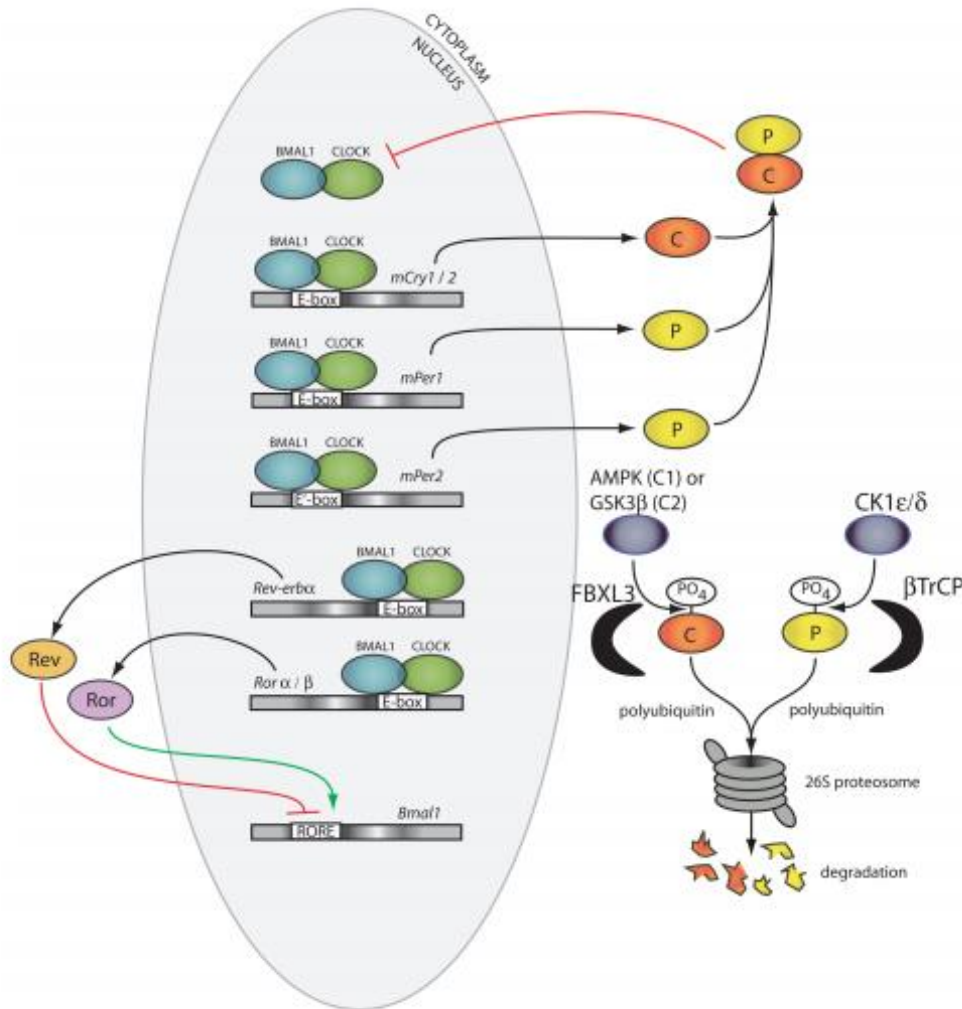 CYTOPLASM
NUCLEUS
BMAL1 CLOCK
P
C
BMAL1 CLOCK
mCry1 / 2
E-box
C
BMAL1 CLOCK
mPer1
E-box
P
BMAL1 CLOCK
mPer2
E'-box
P
AMPK (C1) or
GSK3β (C2)
CK1ε/δ
BMAL1 CLOCK
Rev-erbα
E-box
FBXL3
PO4
PO4
βTrCP
C
P
Rev
Ror
BMAL1 CLOCK
Ror α / β
E-box
polyubiquitin
polyubiquitin
26S proteosome
Bmal1
RORE
degradation